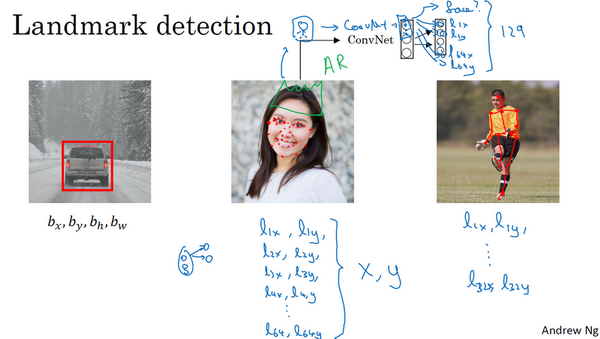 Landmark detection
ConvNet →
ConvNet
face?
l1x
l1y
l64x
l64y
129
AR
bx, by, bh, bw
l1x, l1y,
l2x, l2y,
l3x, l3y,
l4x, l4y
⋮
l64, l64y
x, y
l1x, l1y,
⋮
l32x, l32y
Andrew Ng